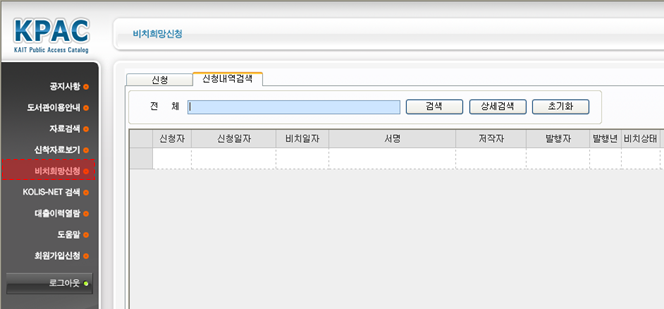 KPAC
KAIT Public Access Catalog
비치희망신청
공지사항
도서관이용안내
자료검색
신착자료보기
비치희망신청
KOLIS-NET 검색
대출이력열람
도움말
회원가입신청
로그아웃
신청 신청내역검색
전 체 검색 상세검색 초기화
신청자 신청일자 비치일자 서명 저작자 발행자 발행년 비치상태